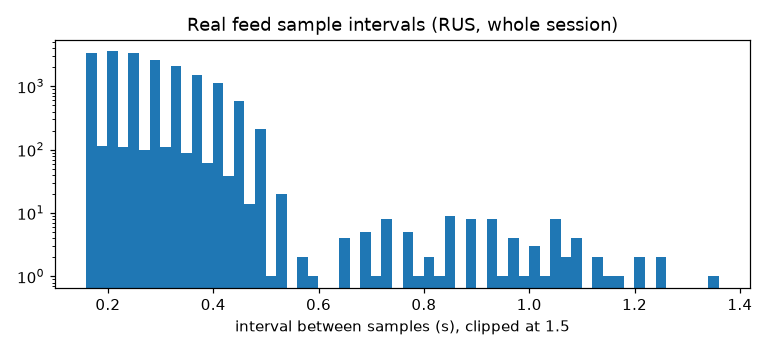 Real feed sample intervals (RUS, whole session)
10³
10²
10¹
10⁰
0.2 0.4 0.6 0.8 1.0 1.2 1.4
interval between samples (s), clipped at 1.5